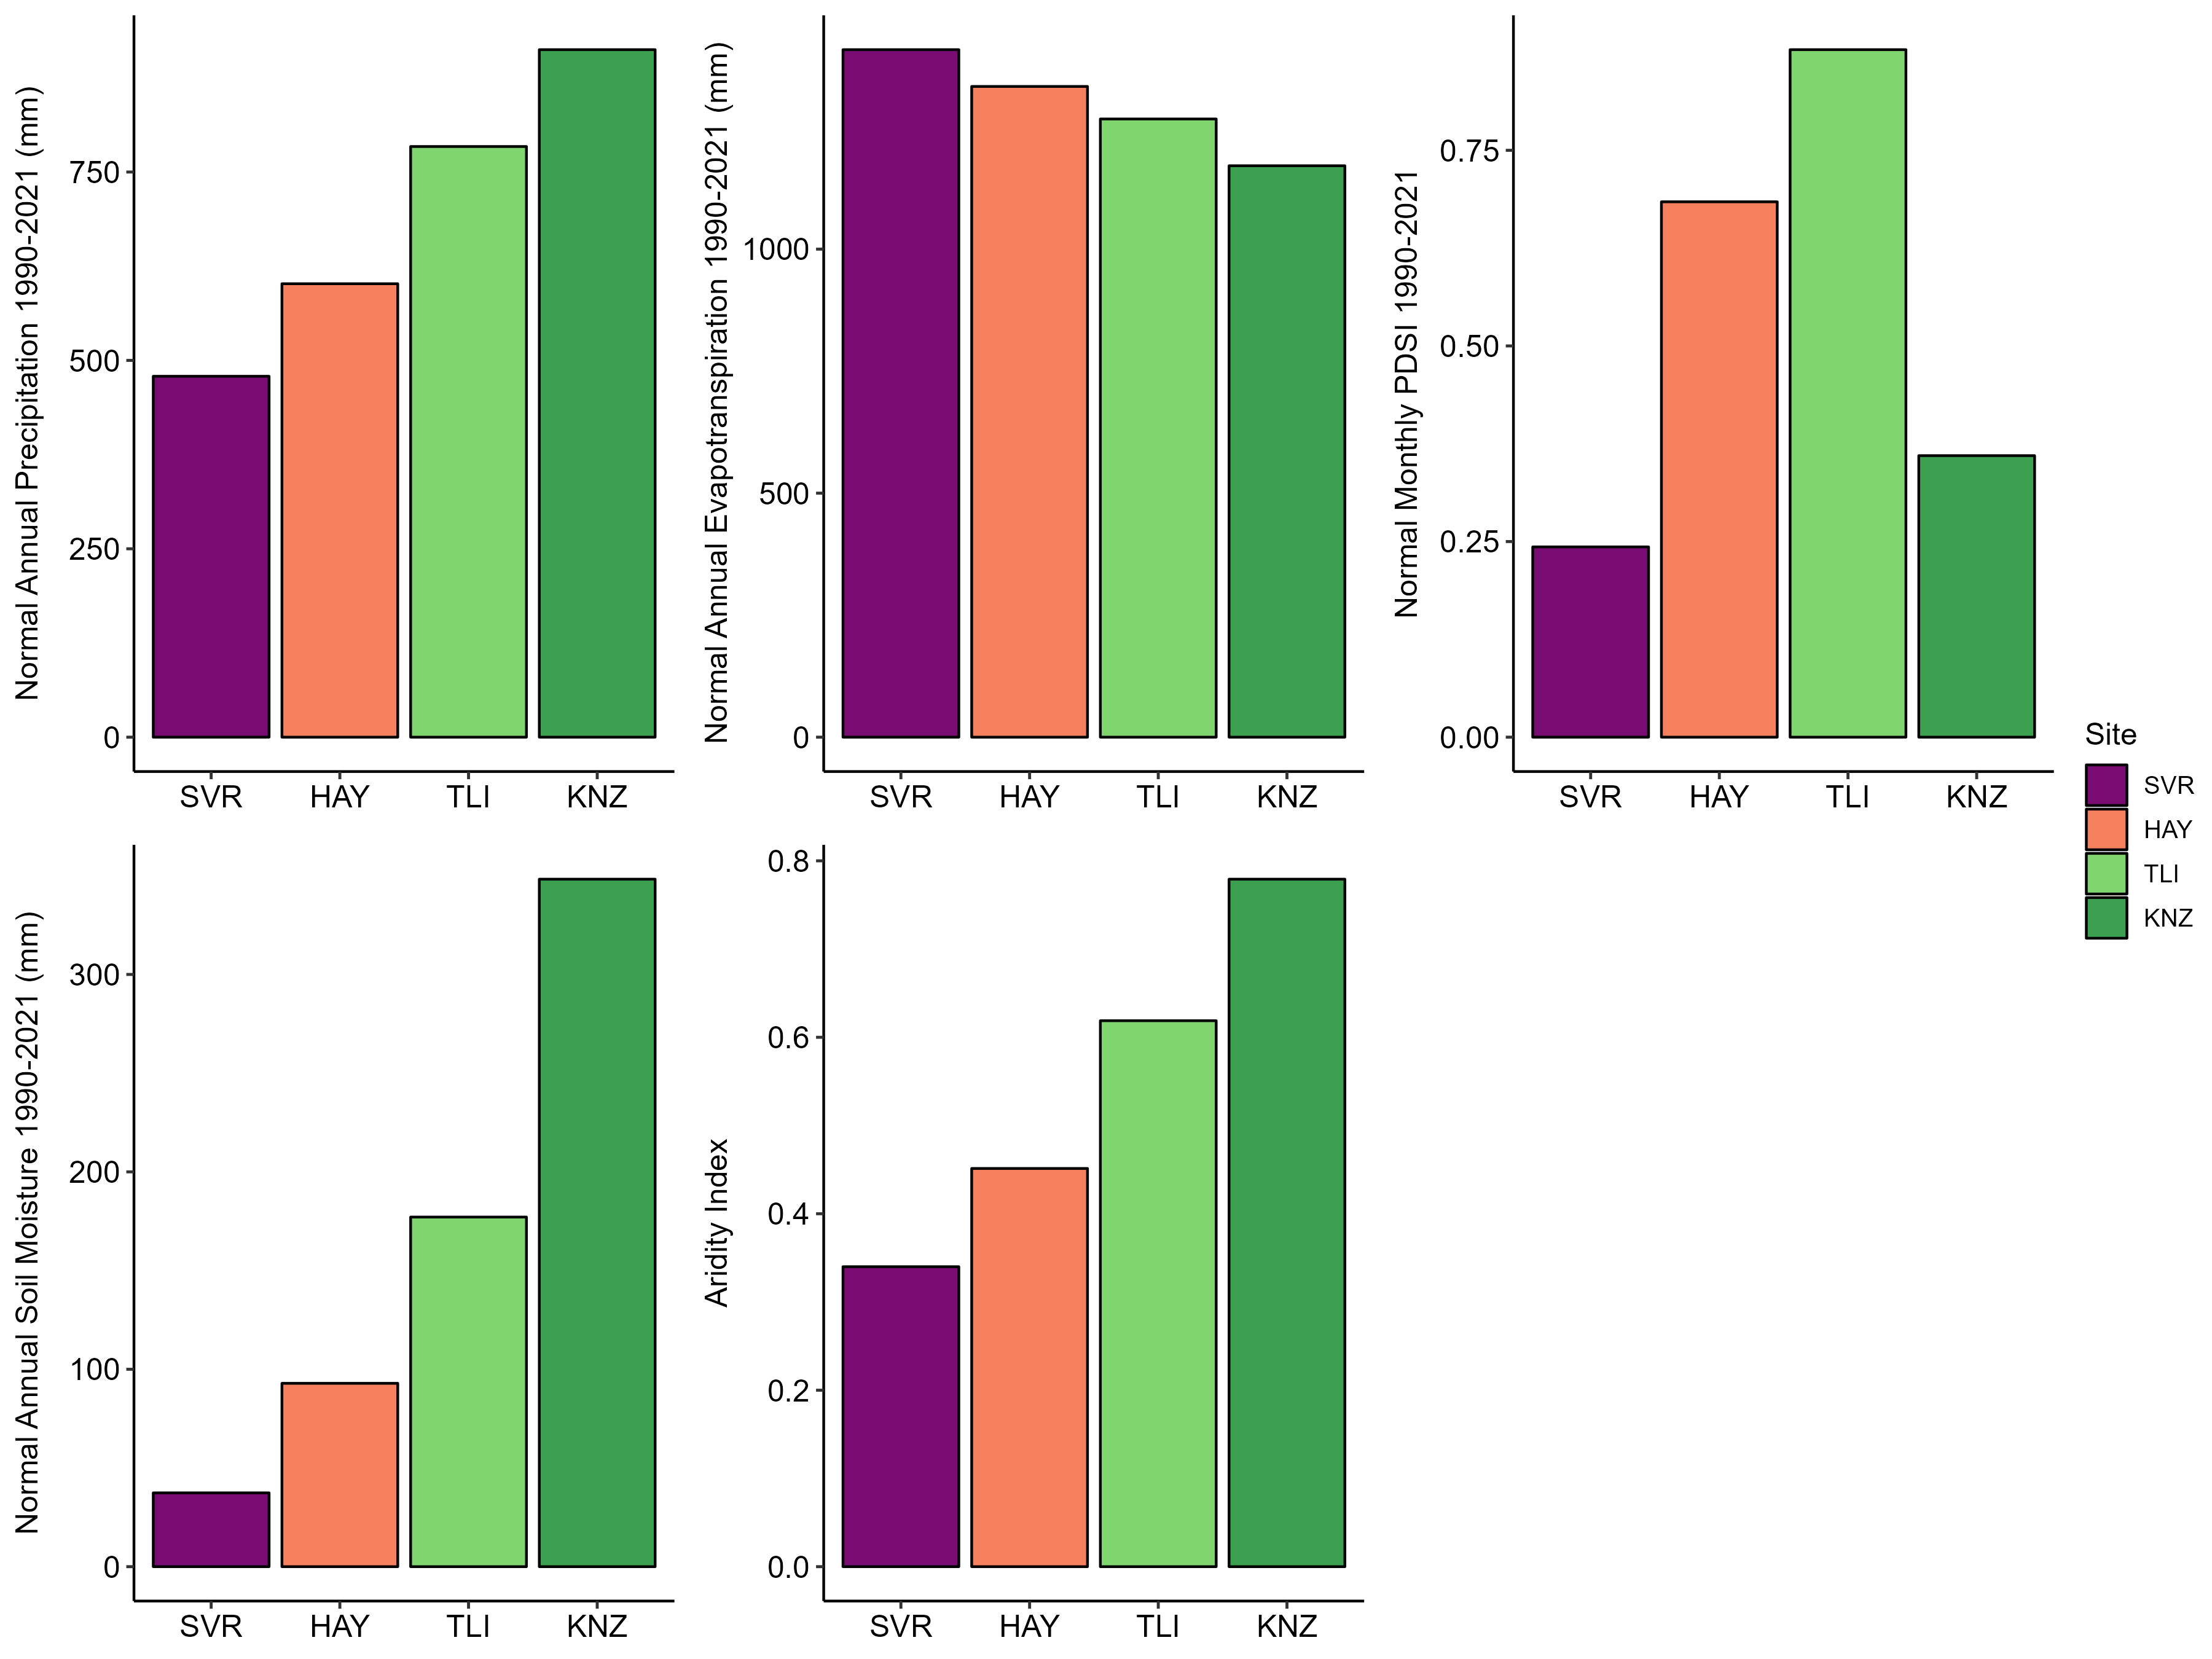 Normal Annual Precipitation 1990-2021 (mm)
750
500
250
0
SVR HAY TLI KNZ
Normal Annual Evapotranspiration 1990-2021 (mm)
1000
500
0
SVR HAY TLI KNZ
Normal Monthly PDSI 1990-2021
0.75
0.50
0.25
0.00
SVR HAY TLI KNZ
Site
SVR
HAY
TLI
KNZ
Normal Annual Soil Moisture 1990-2021 (mm)
300
200
100
0
SVR HAY TLI KNZ
Aridity Index
0.8
0.6
0.4
0.2
0.0
SVR HAY TLI KNZ